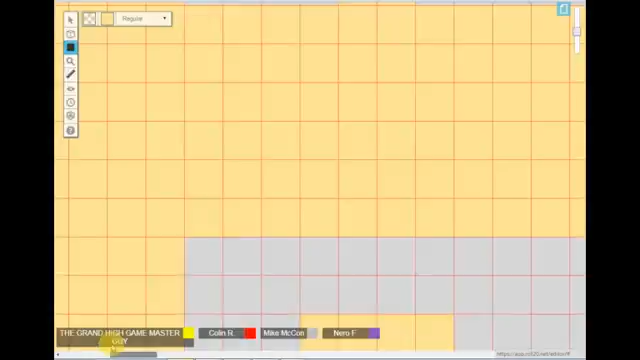 Regular
THE GRAND HIGH GAME MASTER GUY
Colin R.
Mike McCon
Nero F